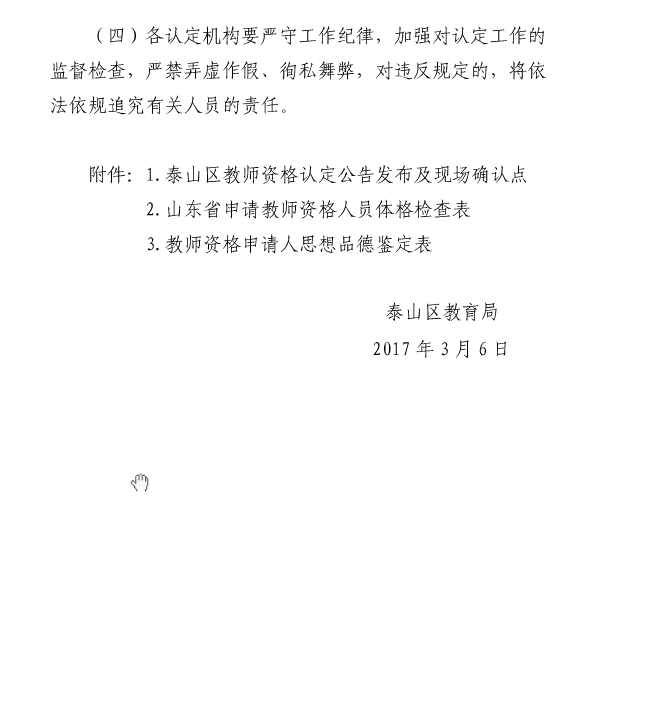 （四）各认定机构要严守工作纪律，加强对认定工作的
监督检查，严禁弄虚作假、徇私舞弊，对违反规定的，将依
法依规追究有关人员的责任。
附件：1.泰山区教师资格认定公告发布及现场确认点
2.山东省申请教师资格人员体格检查表
3.教师资格申请人思想品德鉴定表
泰山区教育局
2017 年 3 月 6 日